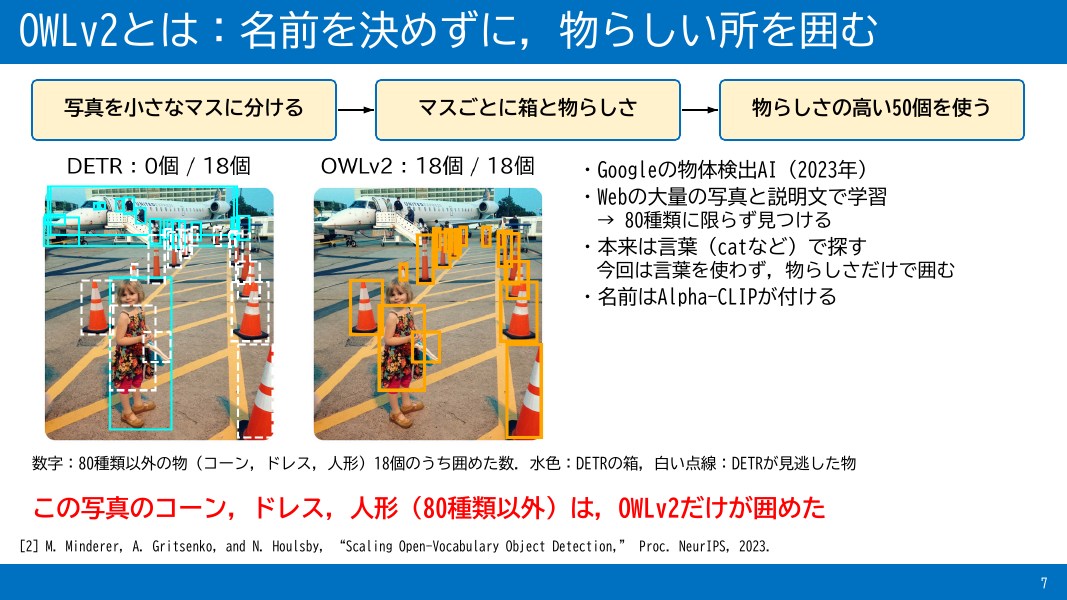 OWLv2とは：名前を決めずに，物らしい所を囲む
写真を小さなマスに分ける
マスごとに箱と物らしさ
物らしさの高い50個を使う
DETR：0個 / 18個
OWLv2：18個 / 18個
・Googleの物体検出AI（2023年）
・Webの大量の写真と説明文で学習
→ 80種類に限らず見つける
・本来は言葉（catなど）で探す
今回は言葉を使わず，物らしさだけで囲む
・名前はAlpha-CLIPが付ける
数字：80種類以外の物（コーン，ドレス，人形）18個のうち囲めた数．水色：DETRの箱，白い点線：DETRが見逃した物
この写真のコーン，ドレス，人形（80種類以外）は，OWLv2だけが囲めた
[2] M. Minderer, A. Gritsenko, and N. Houlsby, “Scaling Open-Vocabulary Object Detection,” Proc. NeurIPS, 2023.
7